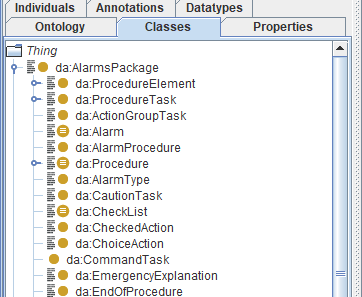 Individuals Annotations Datatypes
Ontology Classes Properties
Thing
da:AlarmsPackage
da:ProcedureElement
da:ProcedureTask
da:ActionGroupTask
da:Alarm
da:AlarmProcedure
da:Procedure
da:AlarmType
da:CautionTask
da:CheckList
da:CheckedAction
da:ChoiceAction
da:CommandTask
da:EmergencyExplanation
da:EndOfProcedure